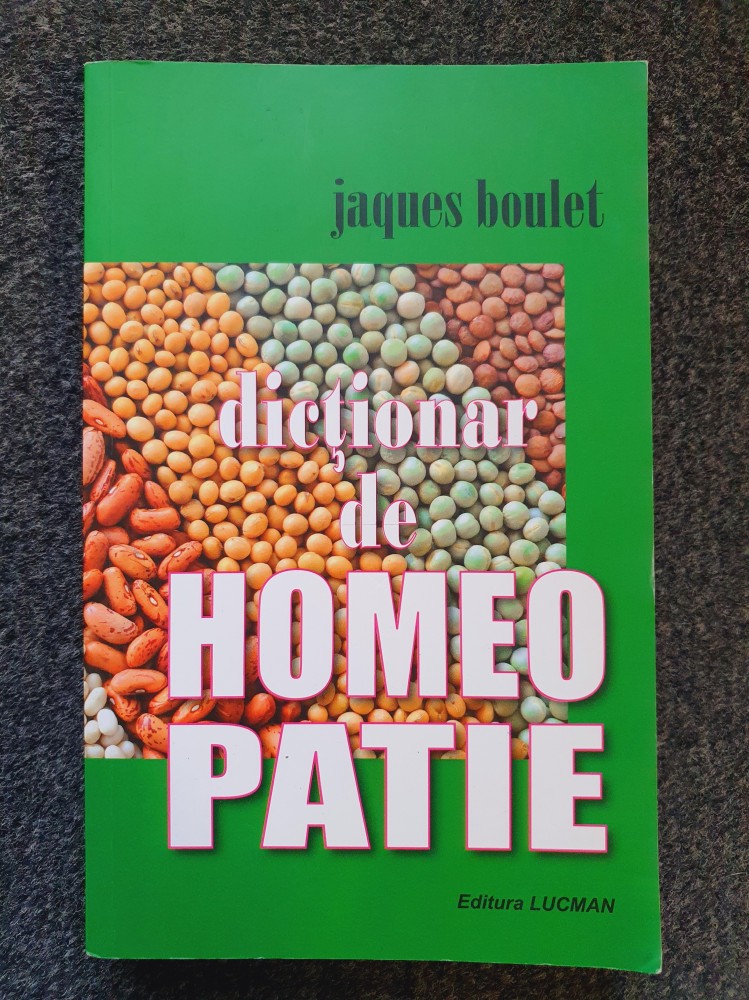 jaques boulet
dicţionar
de
HOMEO
PATIE
Editura LUCMAN